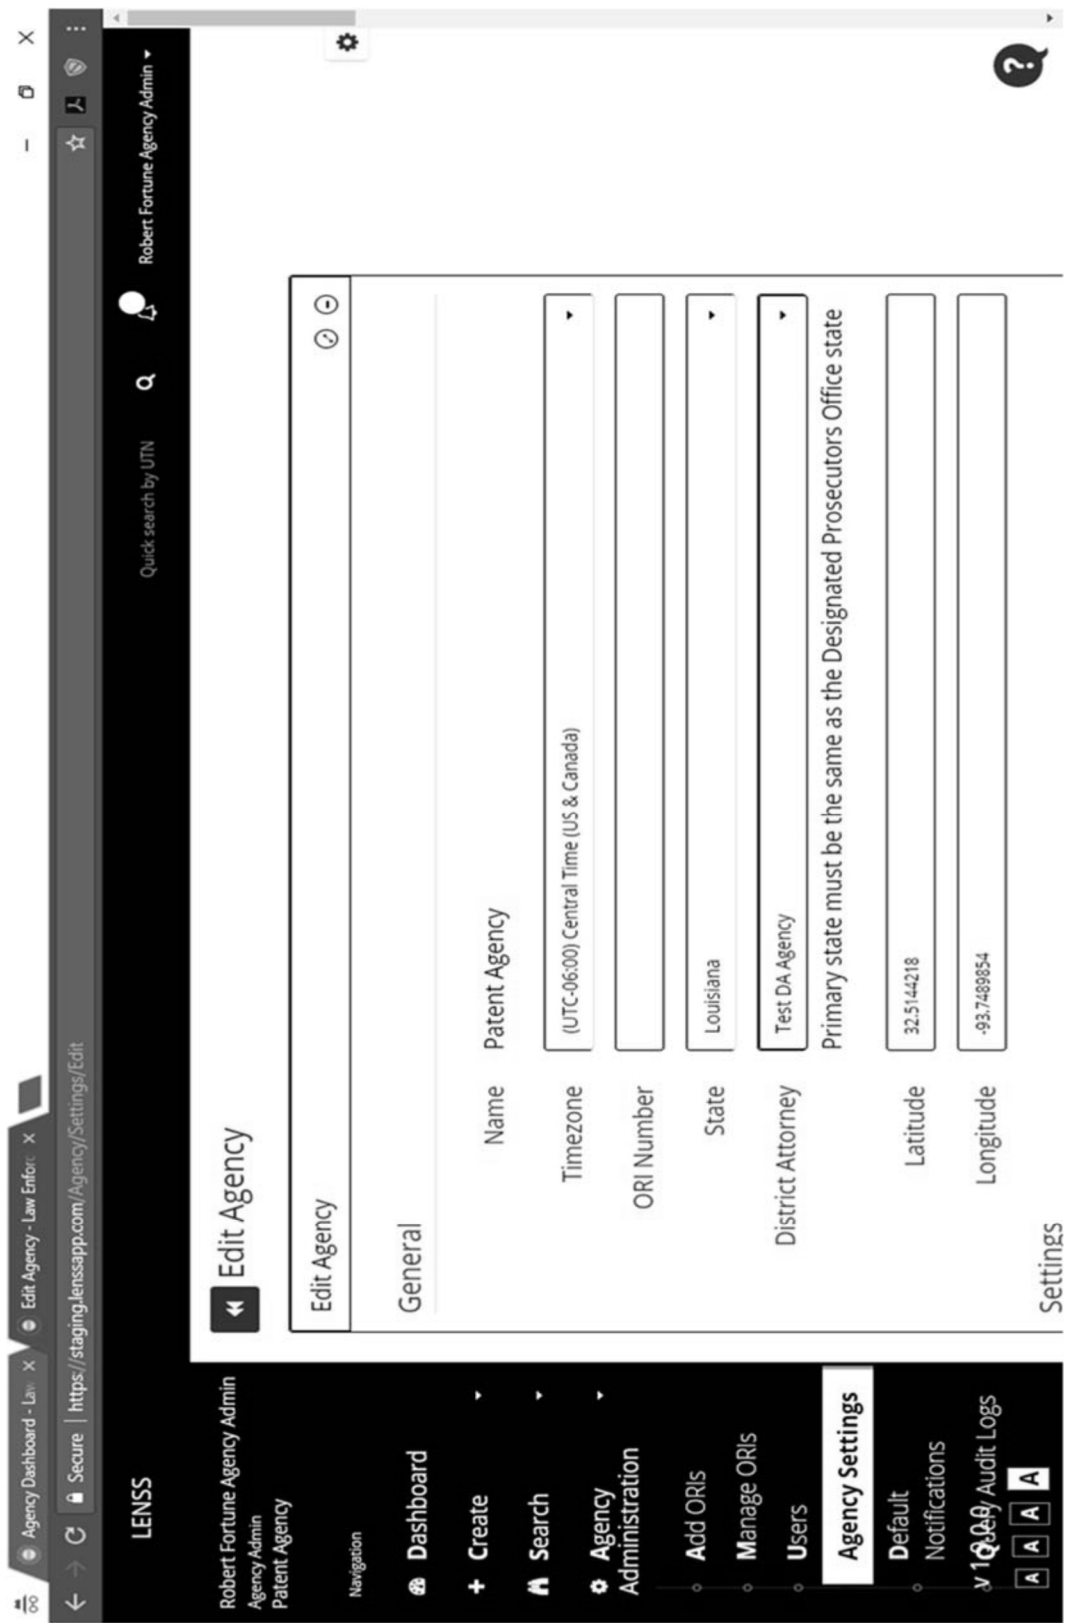 Agency Dashboard - Law
Edit Agency - Law Enforc
Secure | https://staging.lenssapp.com/Agency/Settings/Edit
LENSS
Quick search by UTN
Robert Fortune Agency Admin
Robert Fortune Agency Admin
Agency Admin
Patent Agency
Navigation
Dashboard
Create
Search
Agency
Administration
Add ORIs
Manage ORIs
Users
Agency Settings
Default
Notifications
Query Audit Logs
v 1.0.0.0
A A A A
Edit Agency
Edit Agency
General
Name Patent Agency
Timezone (UTC-06:00) Central Time (US & Canada)
ORI Number
State Louisiana
District Attorney Test DA Agency
Primary state must be the same as the Designated Prosecutors Office state
Latitude 32.5144218
Longitude -93.7489854
Settings
?